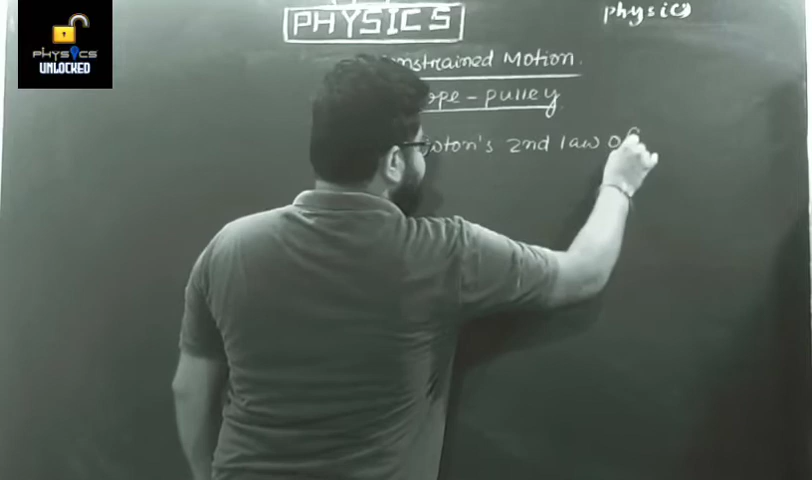 PHYSICS
UNLOCKED
PHYSICS
physics
Motion
pulley
2nd law